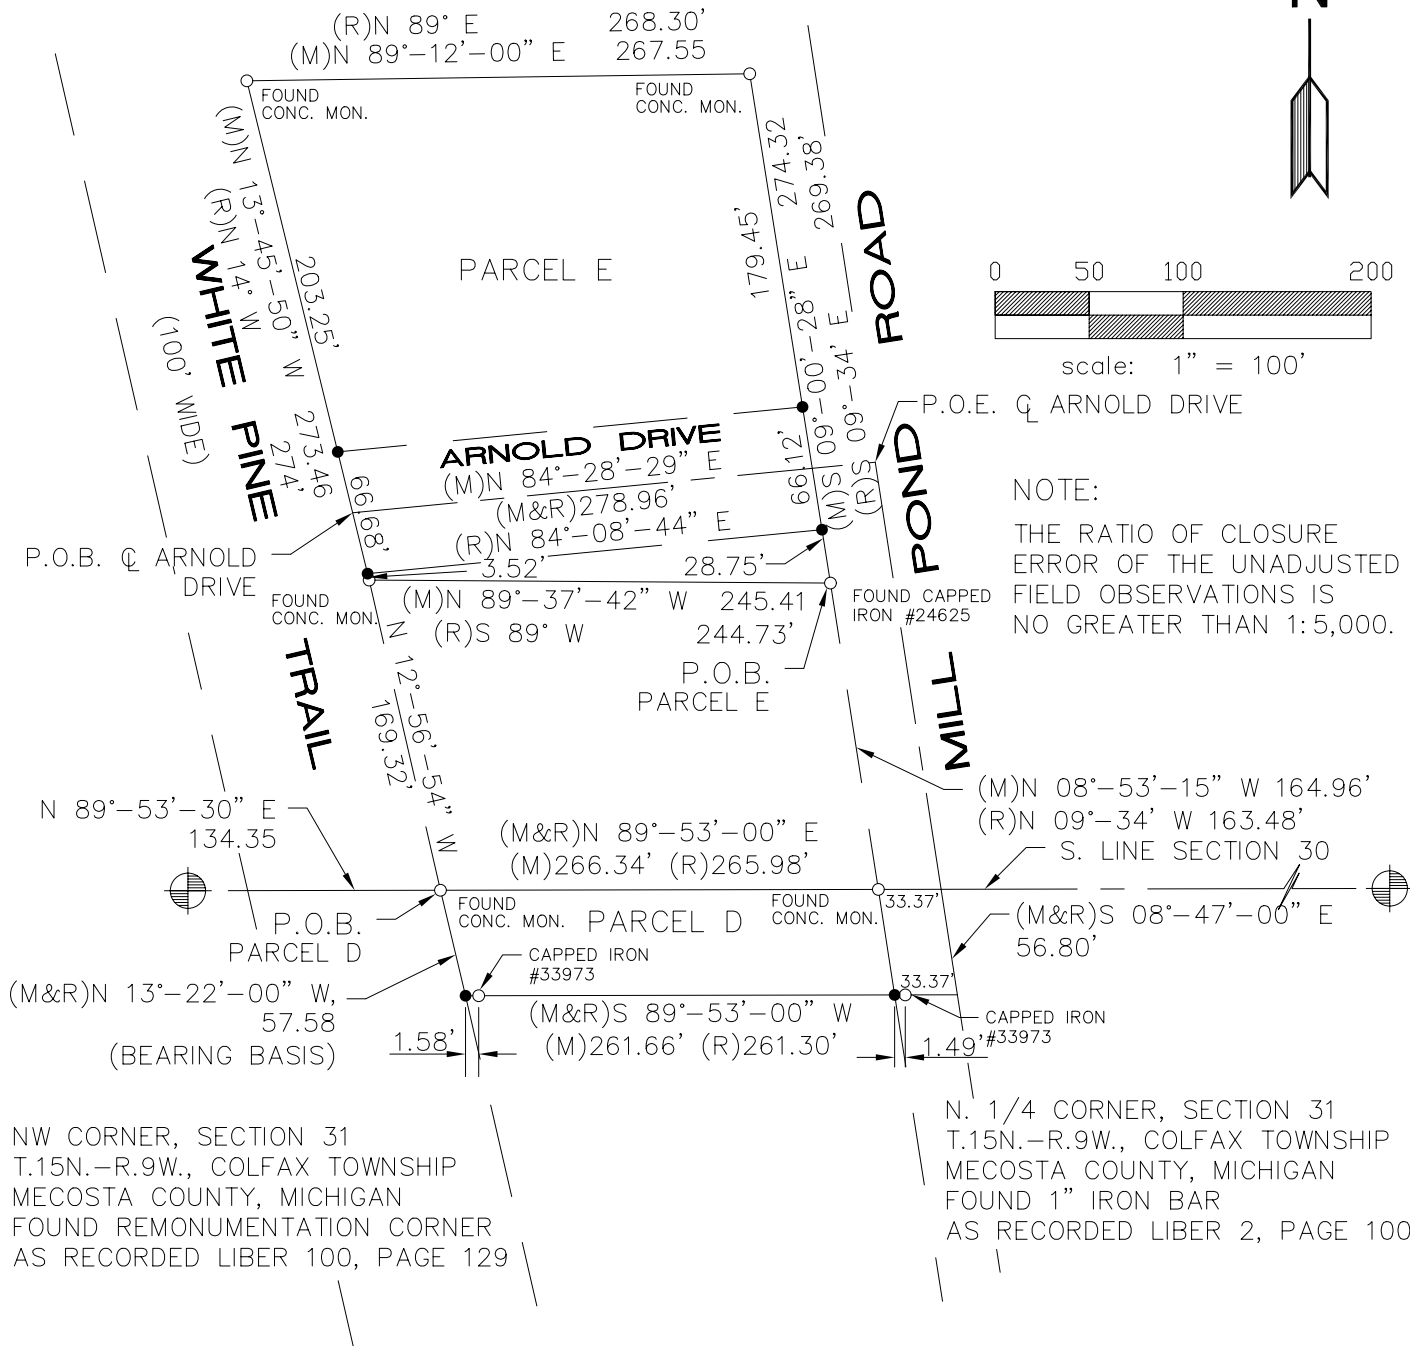 N
(R)N 89° E 268.30'
(M)N 89°-12'-00" E 267.55
FOUND
CONC. MON.
FOUND
CONC. MON.
(M)N 13°-45'-50" W 273.46
(R)N 14° W 274'
203.25'
WHITE PINE TRAIL
(100' WIDE)
PARCEL E
179.45'
274.32
269.38'
(M)S 09°-00'-28" E
(R)S 09°-34' E
MILL POND ROAD
0 50 100 200
scale: 1" = 100'
P.O.E. ℄ ARNOLD DRIVE
ARNOLD DRIVE
(M)N 84°-28'-29" E
(M&R)278.96'
(R)N 84°-08'-44" E
66.12'
66.68'
P.O.B. ℄ ARNOLD
DRIVE
3.52'
28.75'
FOUND
CONC. MON.
(M)N 89°-37'-42" W 245.41
(R)S 89° W 244.73'
FOUND CAPPED
IRON #24625
P.O.B.
PARCEL E
NOTE:
THE RATIO OF CLOSURE
ERROR OF THE UNADJUSTED
FIELD OBSERVATIONS IS
NO GREATER THAN 1:5,000.
N 12°-56'-54" W
169.32'
(M)N 08°-53'-15" W 164.96'
(R)N 09°-34' W 163.48'
S. LINE SECTION 30
N 89°-53'-30" E
134.35
(M&R)N 89°-53'-00" E
(M)266.34' (R)265.98'
FOUND
CONC. MON.
PARCEL D
FOUND
CONC. MON.
33.37'
(M&R)S 08°-47'-00" E
56.80'
P.O.B.
PARCEL D
CAPPED IRON
#33973
33.37'
(M&R)N 13°-22'-00" W,
57.58
(BEARING BASIS)
(M&R)S 89°-53'-00" W
(M)261.66' (R)261.30'
CAPPED IRON
#33973
1.58'
1.49'
NW CORNER, SECTION 31
T.15N.-R.9W., COLFAX TOWNSHIP
MECOSTA COUNTY, MICHIGAN
FOUND REMONUMENTATION CORNER
AS RECORDED LIBER 100, PAGE 129
N. 1/4 CORNER, SECTION 31
T.15N.-R.9W., COLFAX TOWNSHIP
MECOSTA COUNTY, MICHIGAN
FOUND 1" IRON BAR
AS RECORDED LIBER 2, PAGE 100